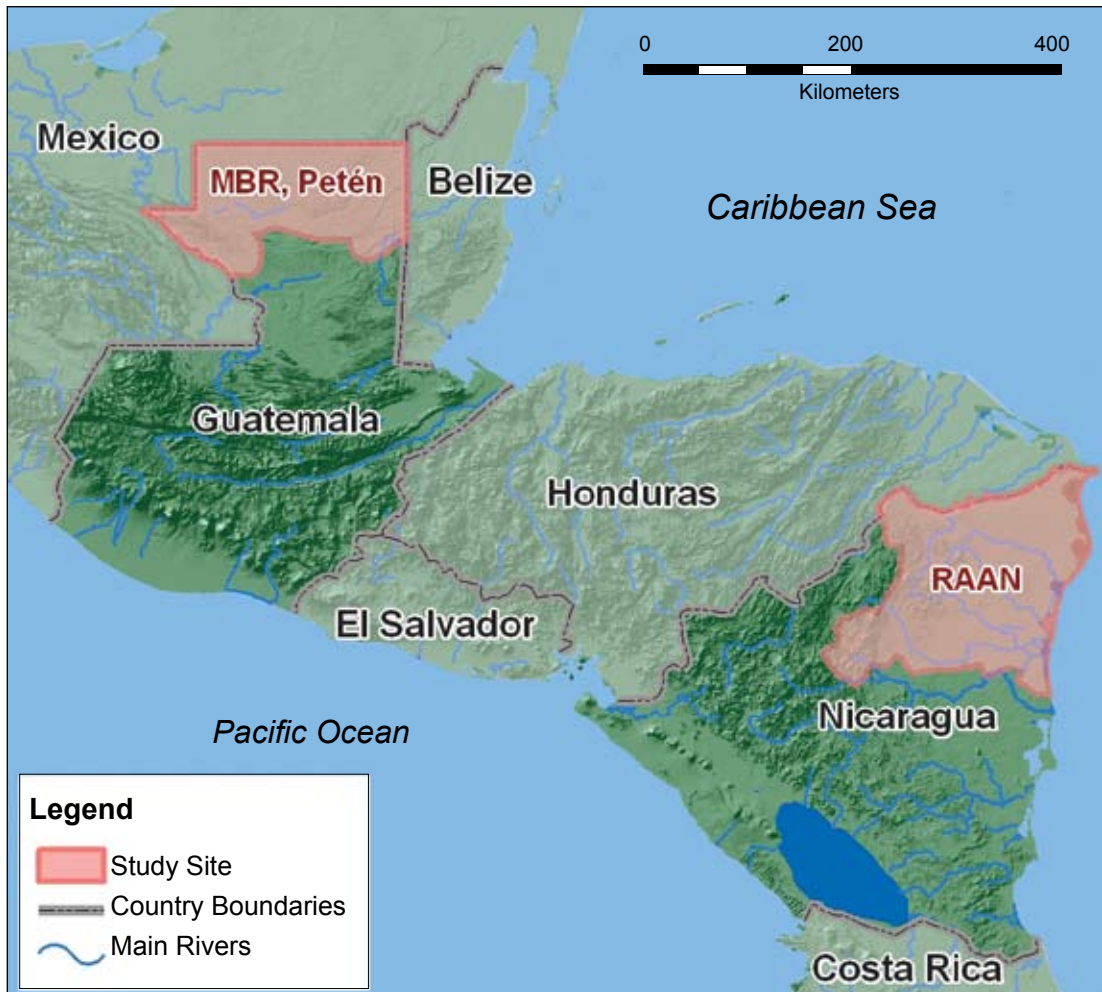 0 200 400
Kilometers
Mexico
MBR, Petén
Belize
Caribbean Sea
Guatemala
Honduras
RAAN
El Salvador
Nicaragua
Pacific Ocean
Legend
Study Site
Country Boundaries
Main Rivers
Costa Rica